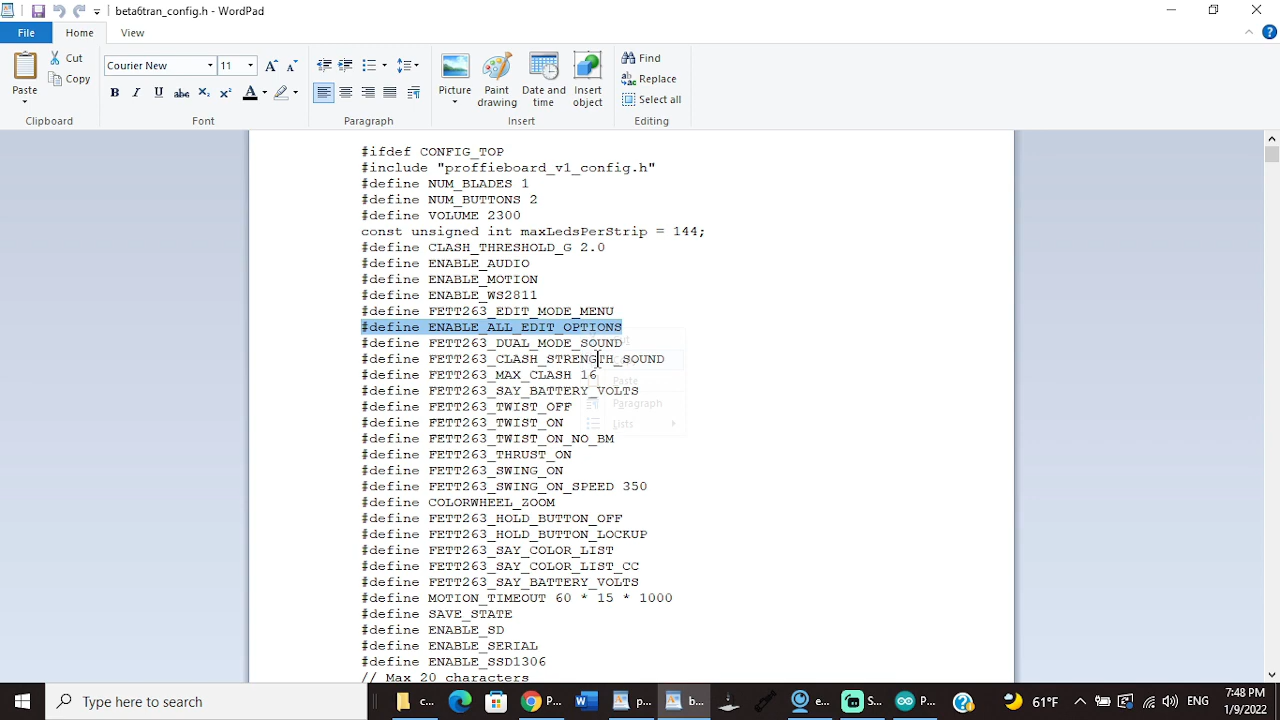 beta6tran_config.h - WordPad
File Home View
Paste Cut Copy Clipboard
Courier New 11
Font
Paragraph
Picture Paint drawing Date and time Insert object
Insert
Find
Replace
Select all
Editing
#ifdef CONFIG_TOP
#include "proffieboard_v1_config.h"
#define NUM_BLADES 1
#define NUM_BUTTONS 2
#define VOLUME 2300
const unsigned int maxLedsPerStrip = 144;
#define CLASH_THRESHOLD_G 2.0
#define ENABLE_AUDIO
#define ENABLE_MOTION
#define ENABLE_WS2811
#define FETT263_EDIT_MODE_MENU
#define ENABLE_ALL_EDIT_OPTIONS
#define FETT263_DUAL_MODE_SOUND
#define FETT263_CLASH_STRENGTH_SOUND
#define FETT263_MAX_CLASH 16
#define FETT263_SAY_BATTERY_VOLTS
#define FETT263_TWIST_OFF
#define FETT263_TWIST_ON
#define FETT263_TWIST_ON_NO_BM
#define FETT263_THRUST_ON
#define FETT263_SWING_ON
#define FETT263_SWING_ON_SPEED 350
#define COLORWHEEL_ZOOM
#define FETT263_HOLD_BUTTON_OFF
#define FETT263_HOLD_BUTTON_LOCKUP
#define FETT263_SAY_COLOR_LIST
#define FETT263_SAY_COLOR_LIST_CC
#define FETT263_SAY_BATTERY_VOLTS
#define MOTION_TIMEOUT 60 * 15 * 1000
#define SAVE_STATE
#define ENABLE_SD
#define ENABLE_SERIAL
#define ENABLE_SSD1306
// Max 20 characters
Paste
Paragraph
Lists
Type here to search
c... P... p... b... e... S... P...
61°F ENG
7:48 PM
1/9/2022